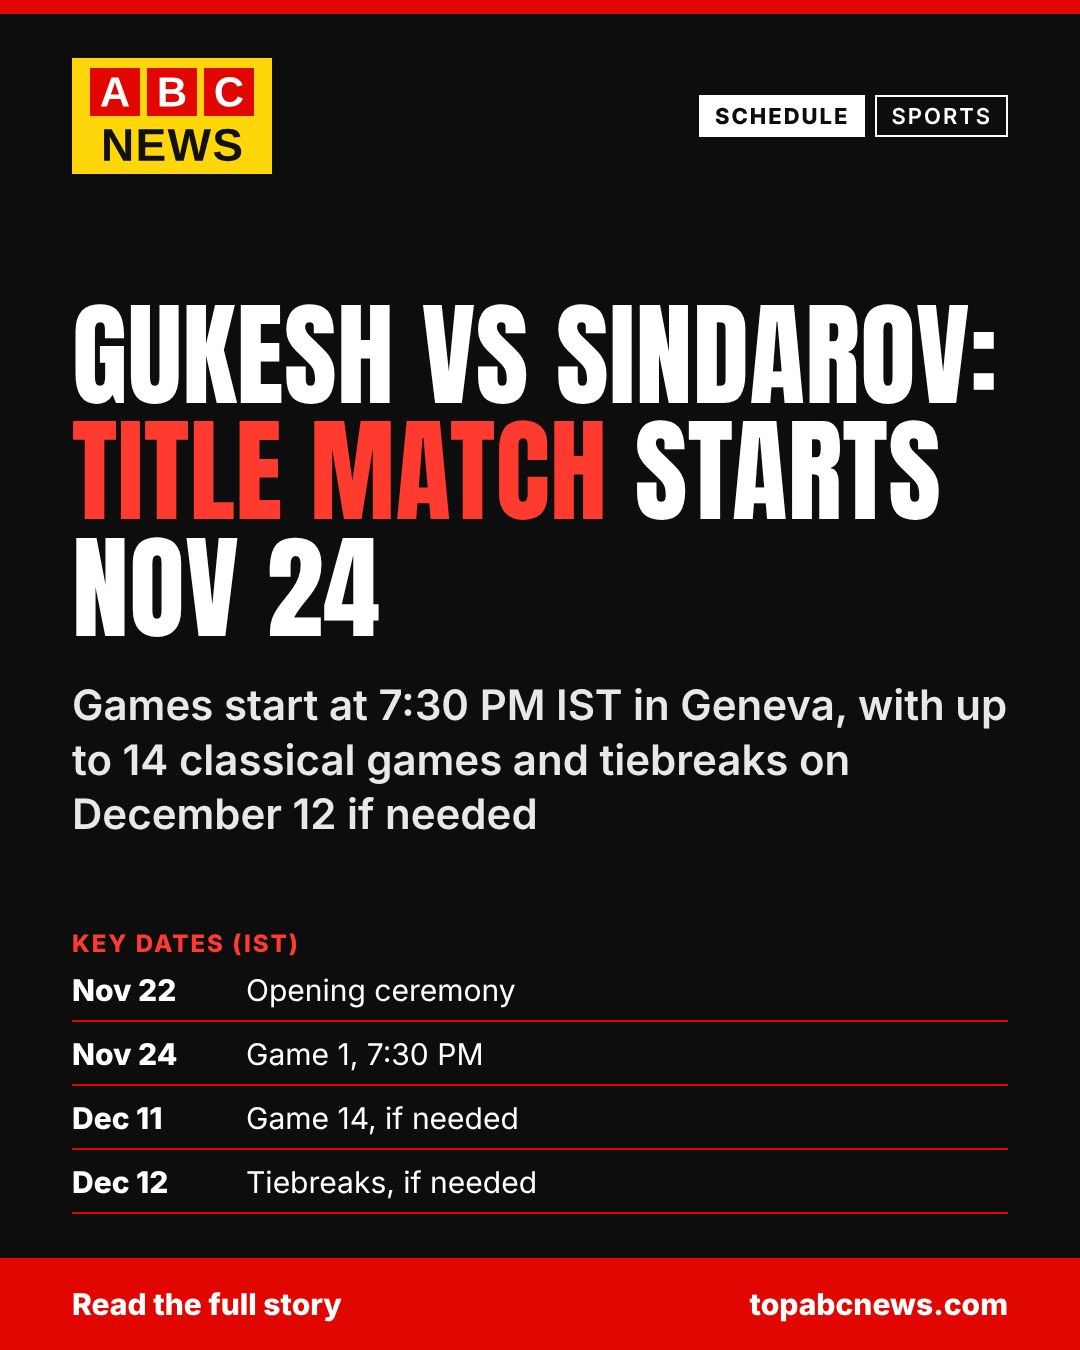 ABC
NEWS
SCHEDULE
SPORTS
GUKESH VS SINDAROV:
TITLE MATCH STARTS
NOV 24
Games start at 7:30 PM IST in Geneva, with up
to 14 classical games and tiebreaks on
December 12 if needed
KEY DATES (IST)
Nov 22 Opening ceremony
Nov 24 Game 1, 7:30 PM
Dec 11 Game 14, if needed
Dec 12 Tiebreaks, if needed
Read the full story
topabcnews.com